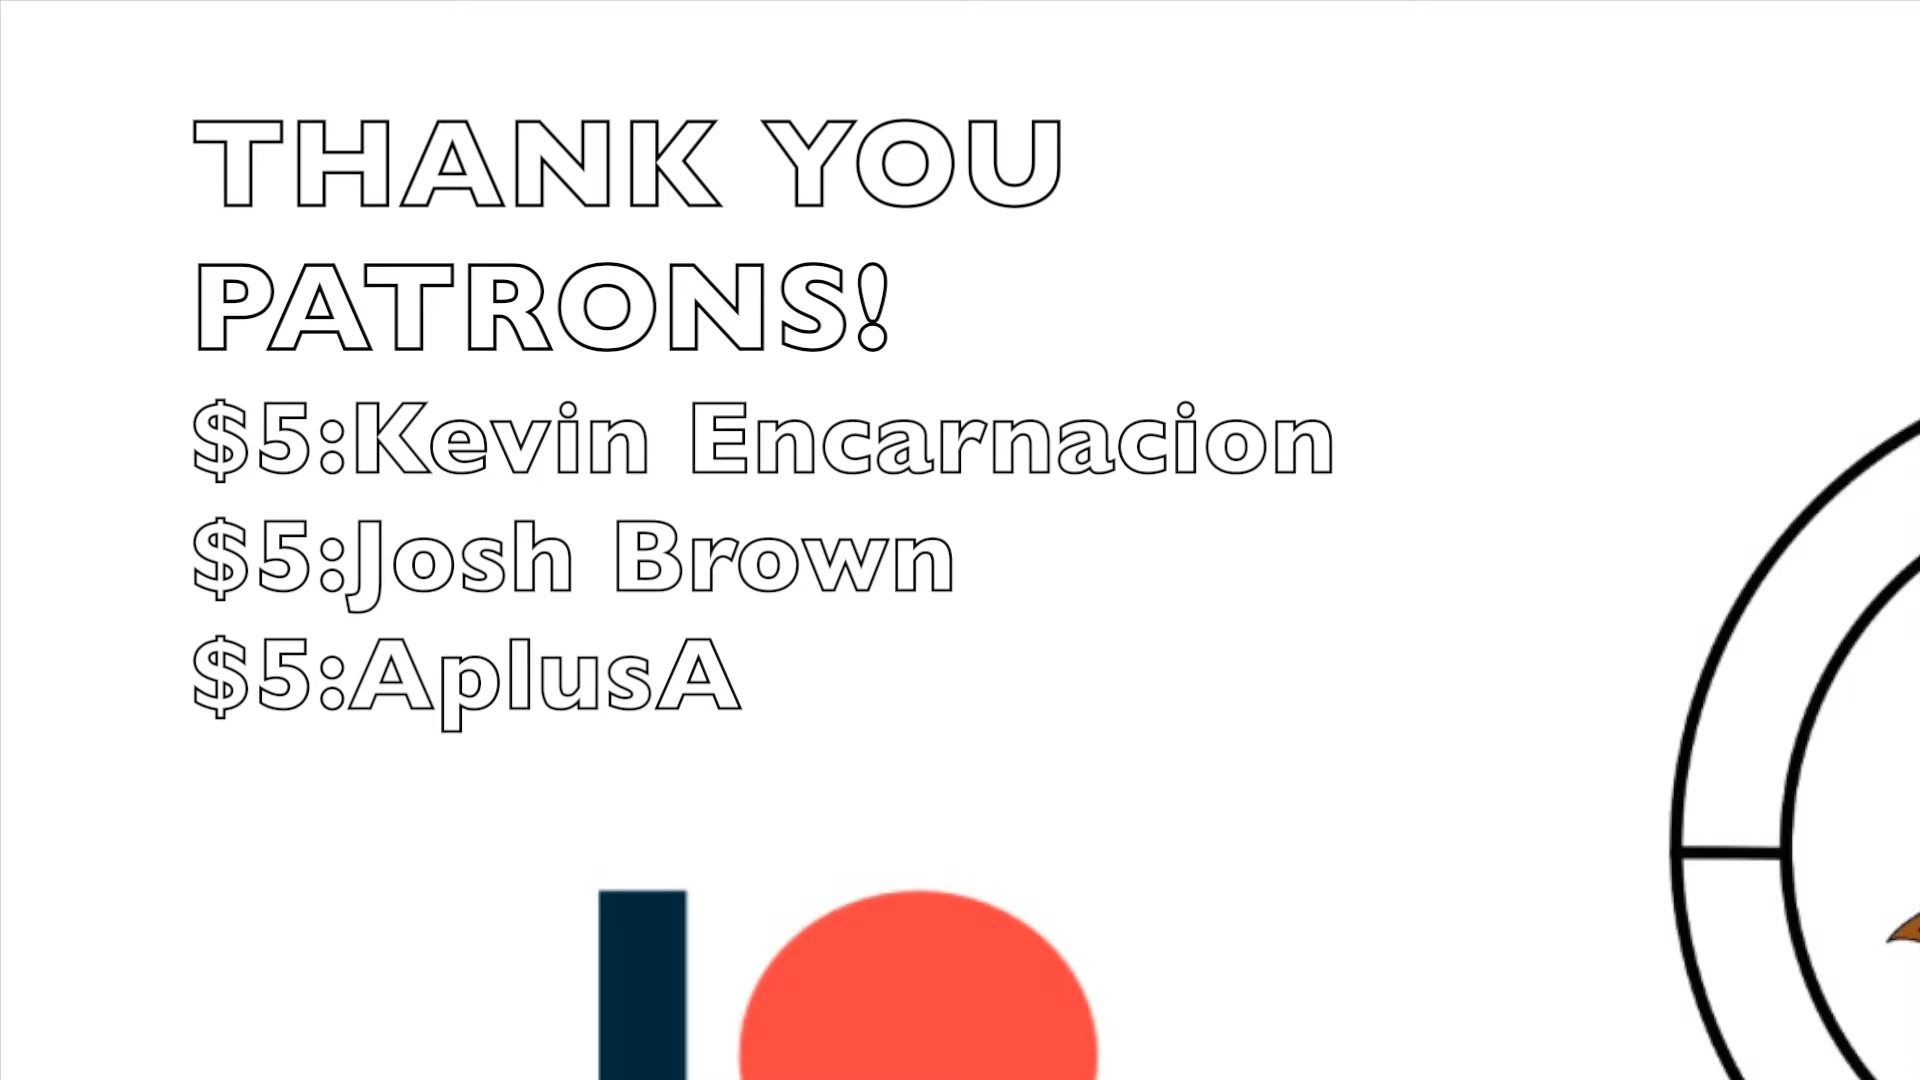 THANK YOU
PATRONS!
$5:Kevin Encarnacion
$5:Josh Brown
$5:AplusA